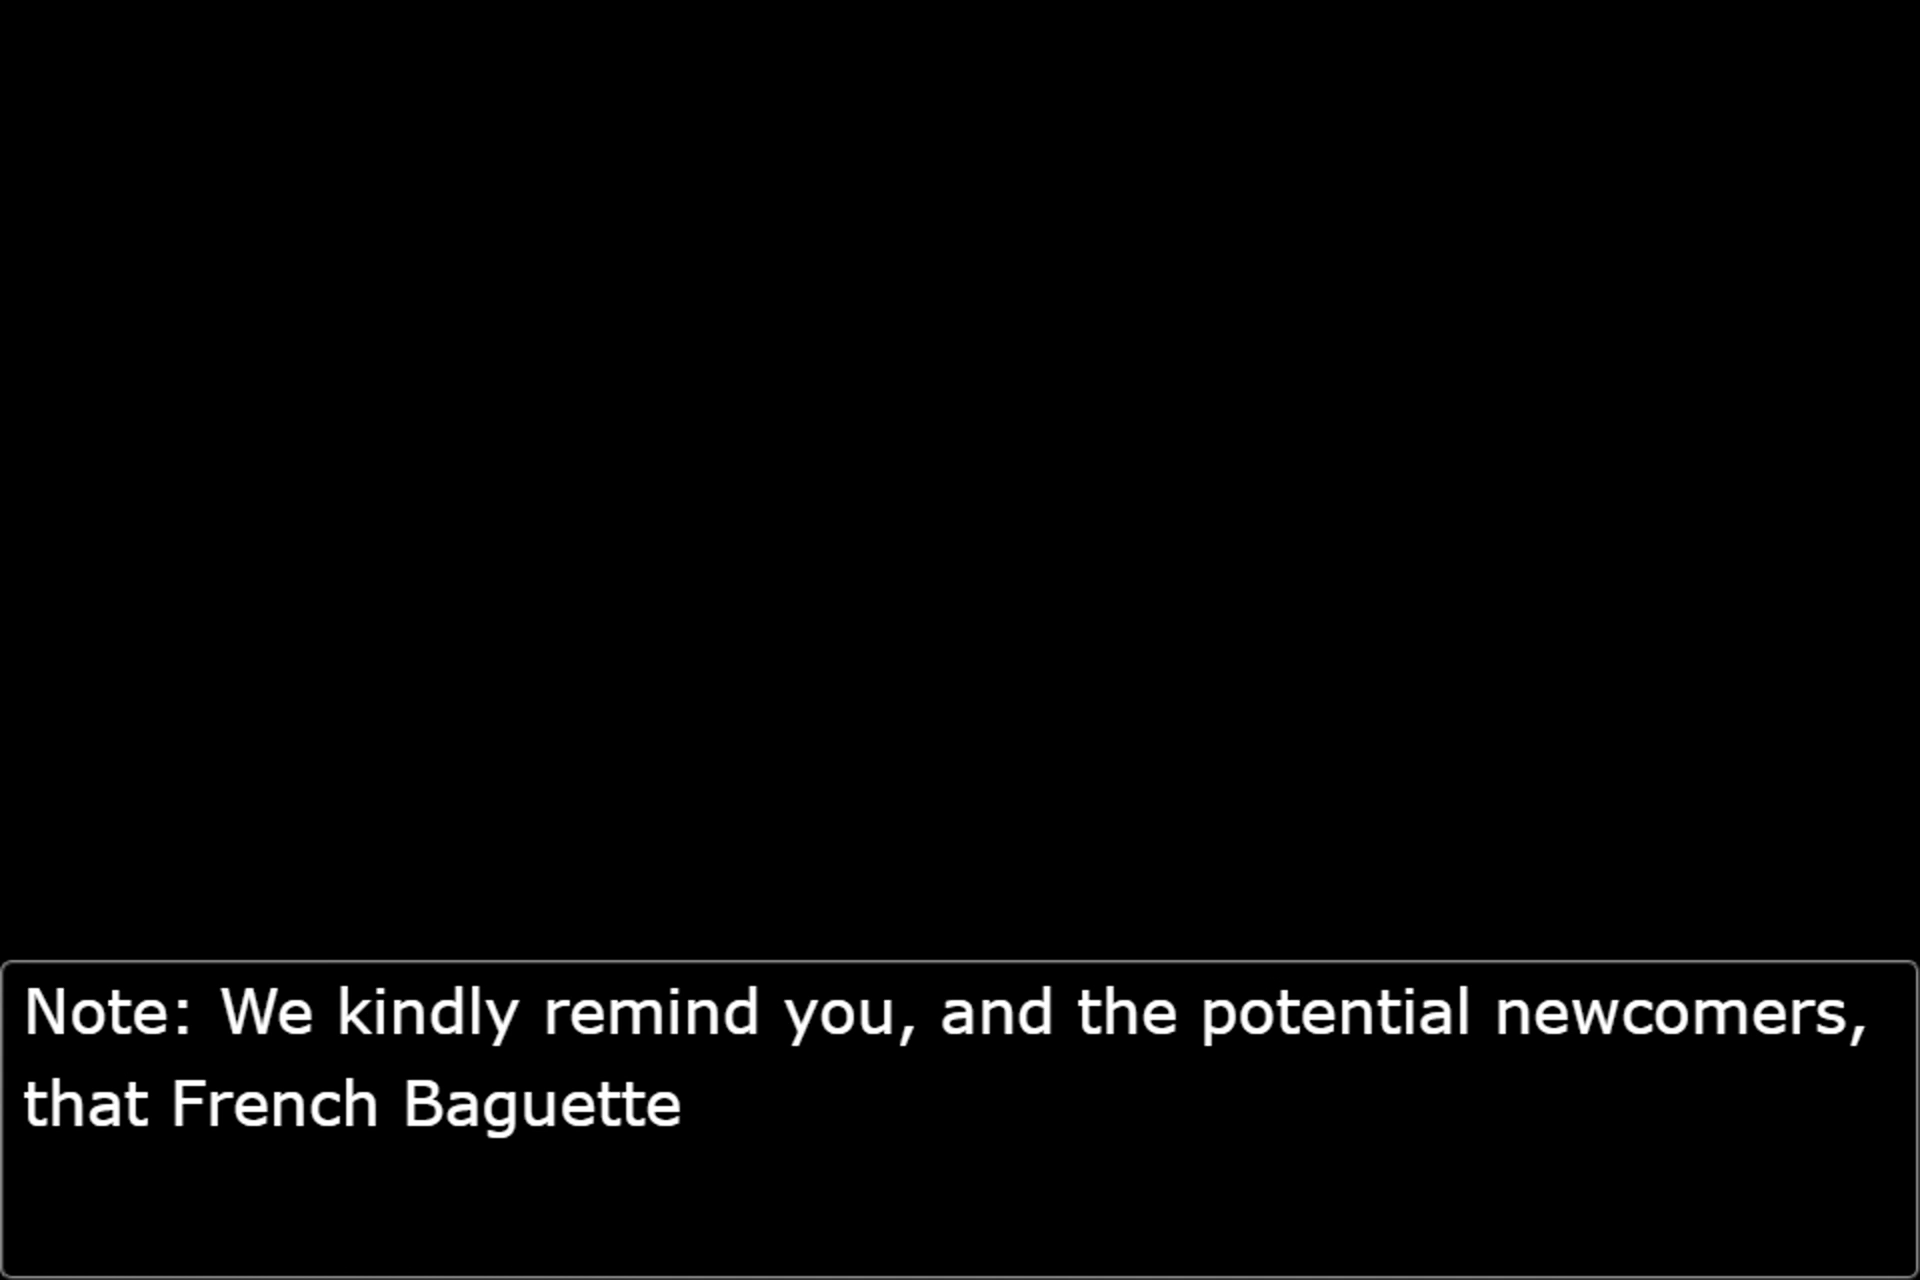 Note: We kindly remind you, and the potential newcomers,
that French Baguette